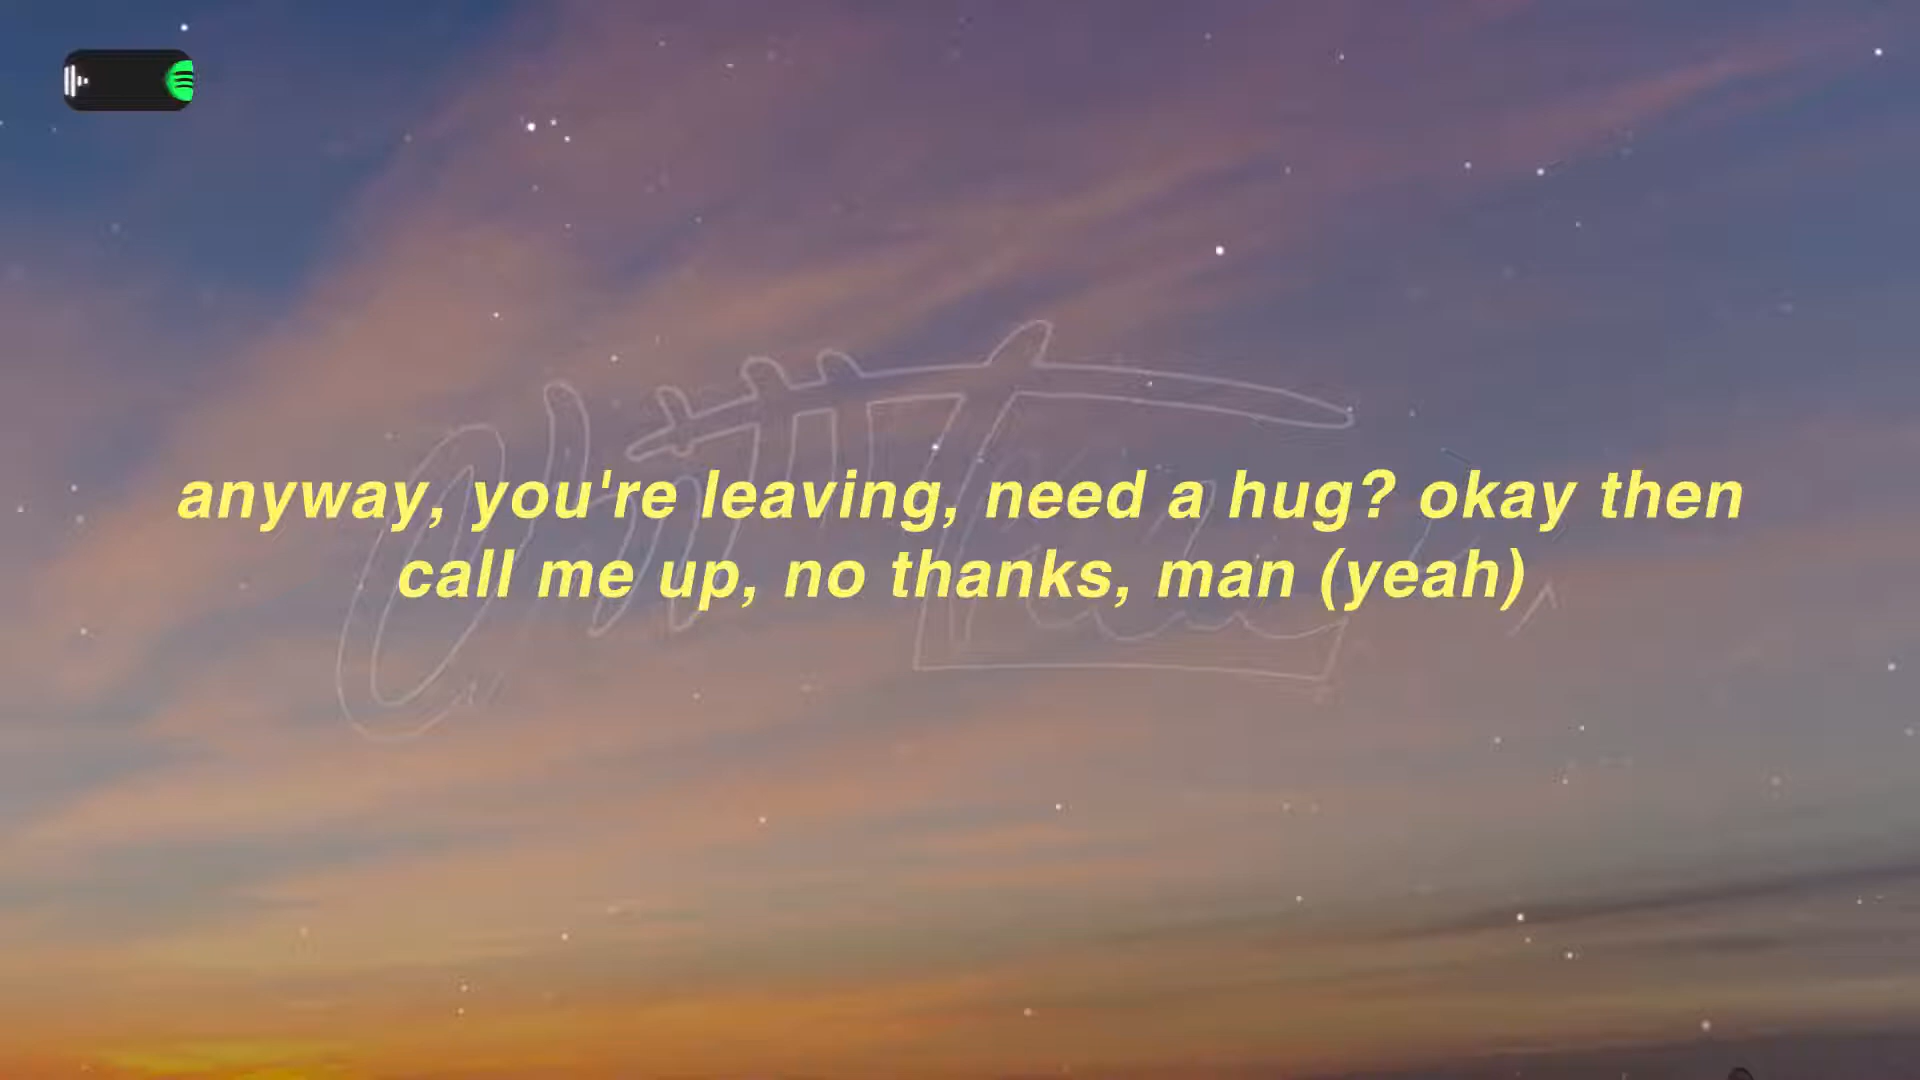 anyway, you're leaving, need a hug? okay then
call me up, no thanks, man (yeah)